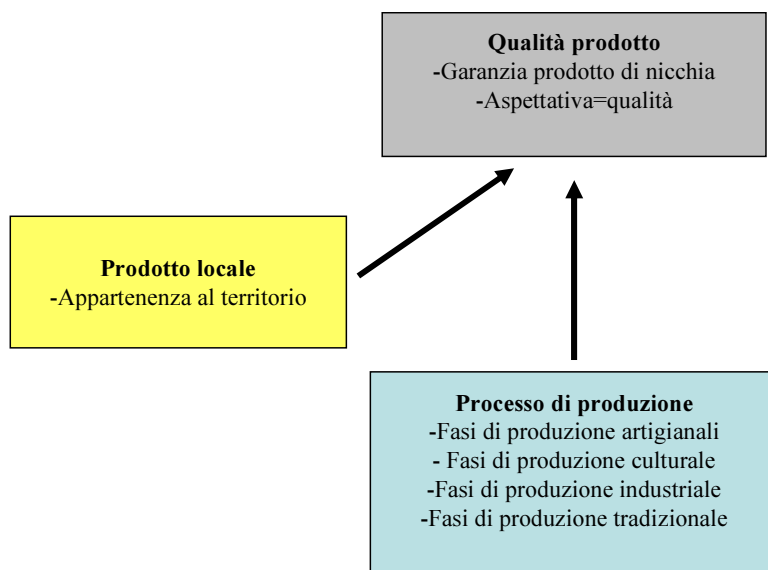 Qualità prodotto
-Garanzia prodotto di nicchia
-Aspettativa=qualità
Prodotto locale
-Appartenenza al territorio
Processo di produzione
-Fasi di produzione artigianali
- Fasi di produzione culturale
-Fasi di produzione industriale
-Fasi di produzione tradizionale